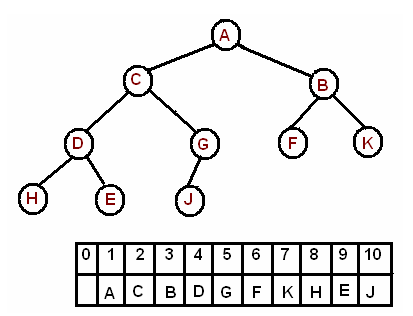 A
C B
D G F K
H E J
0 1 2 3 4 5 6 7 8 9 10
A C B D G F K H E J